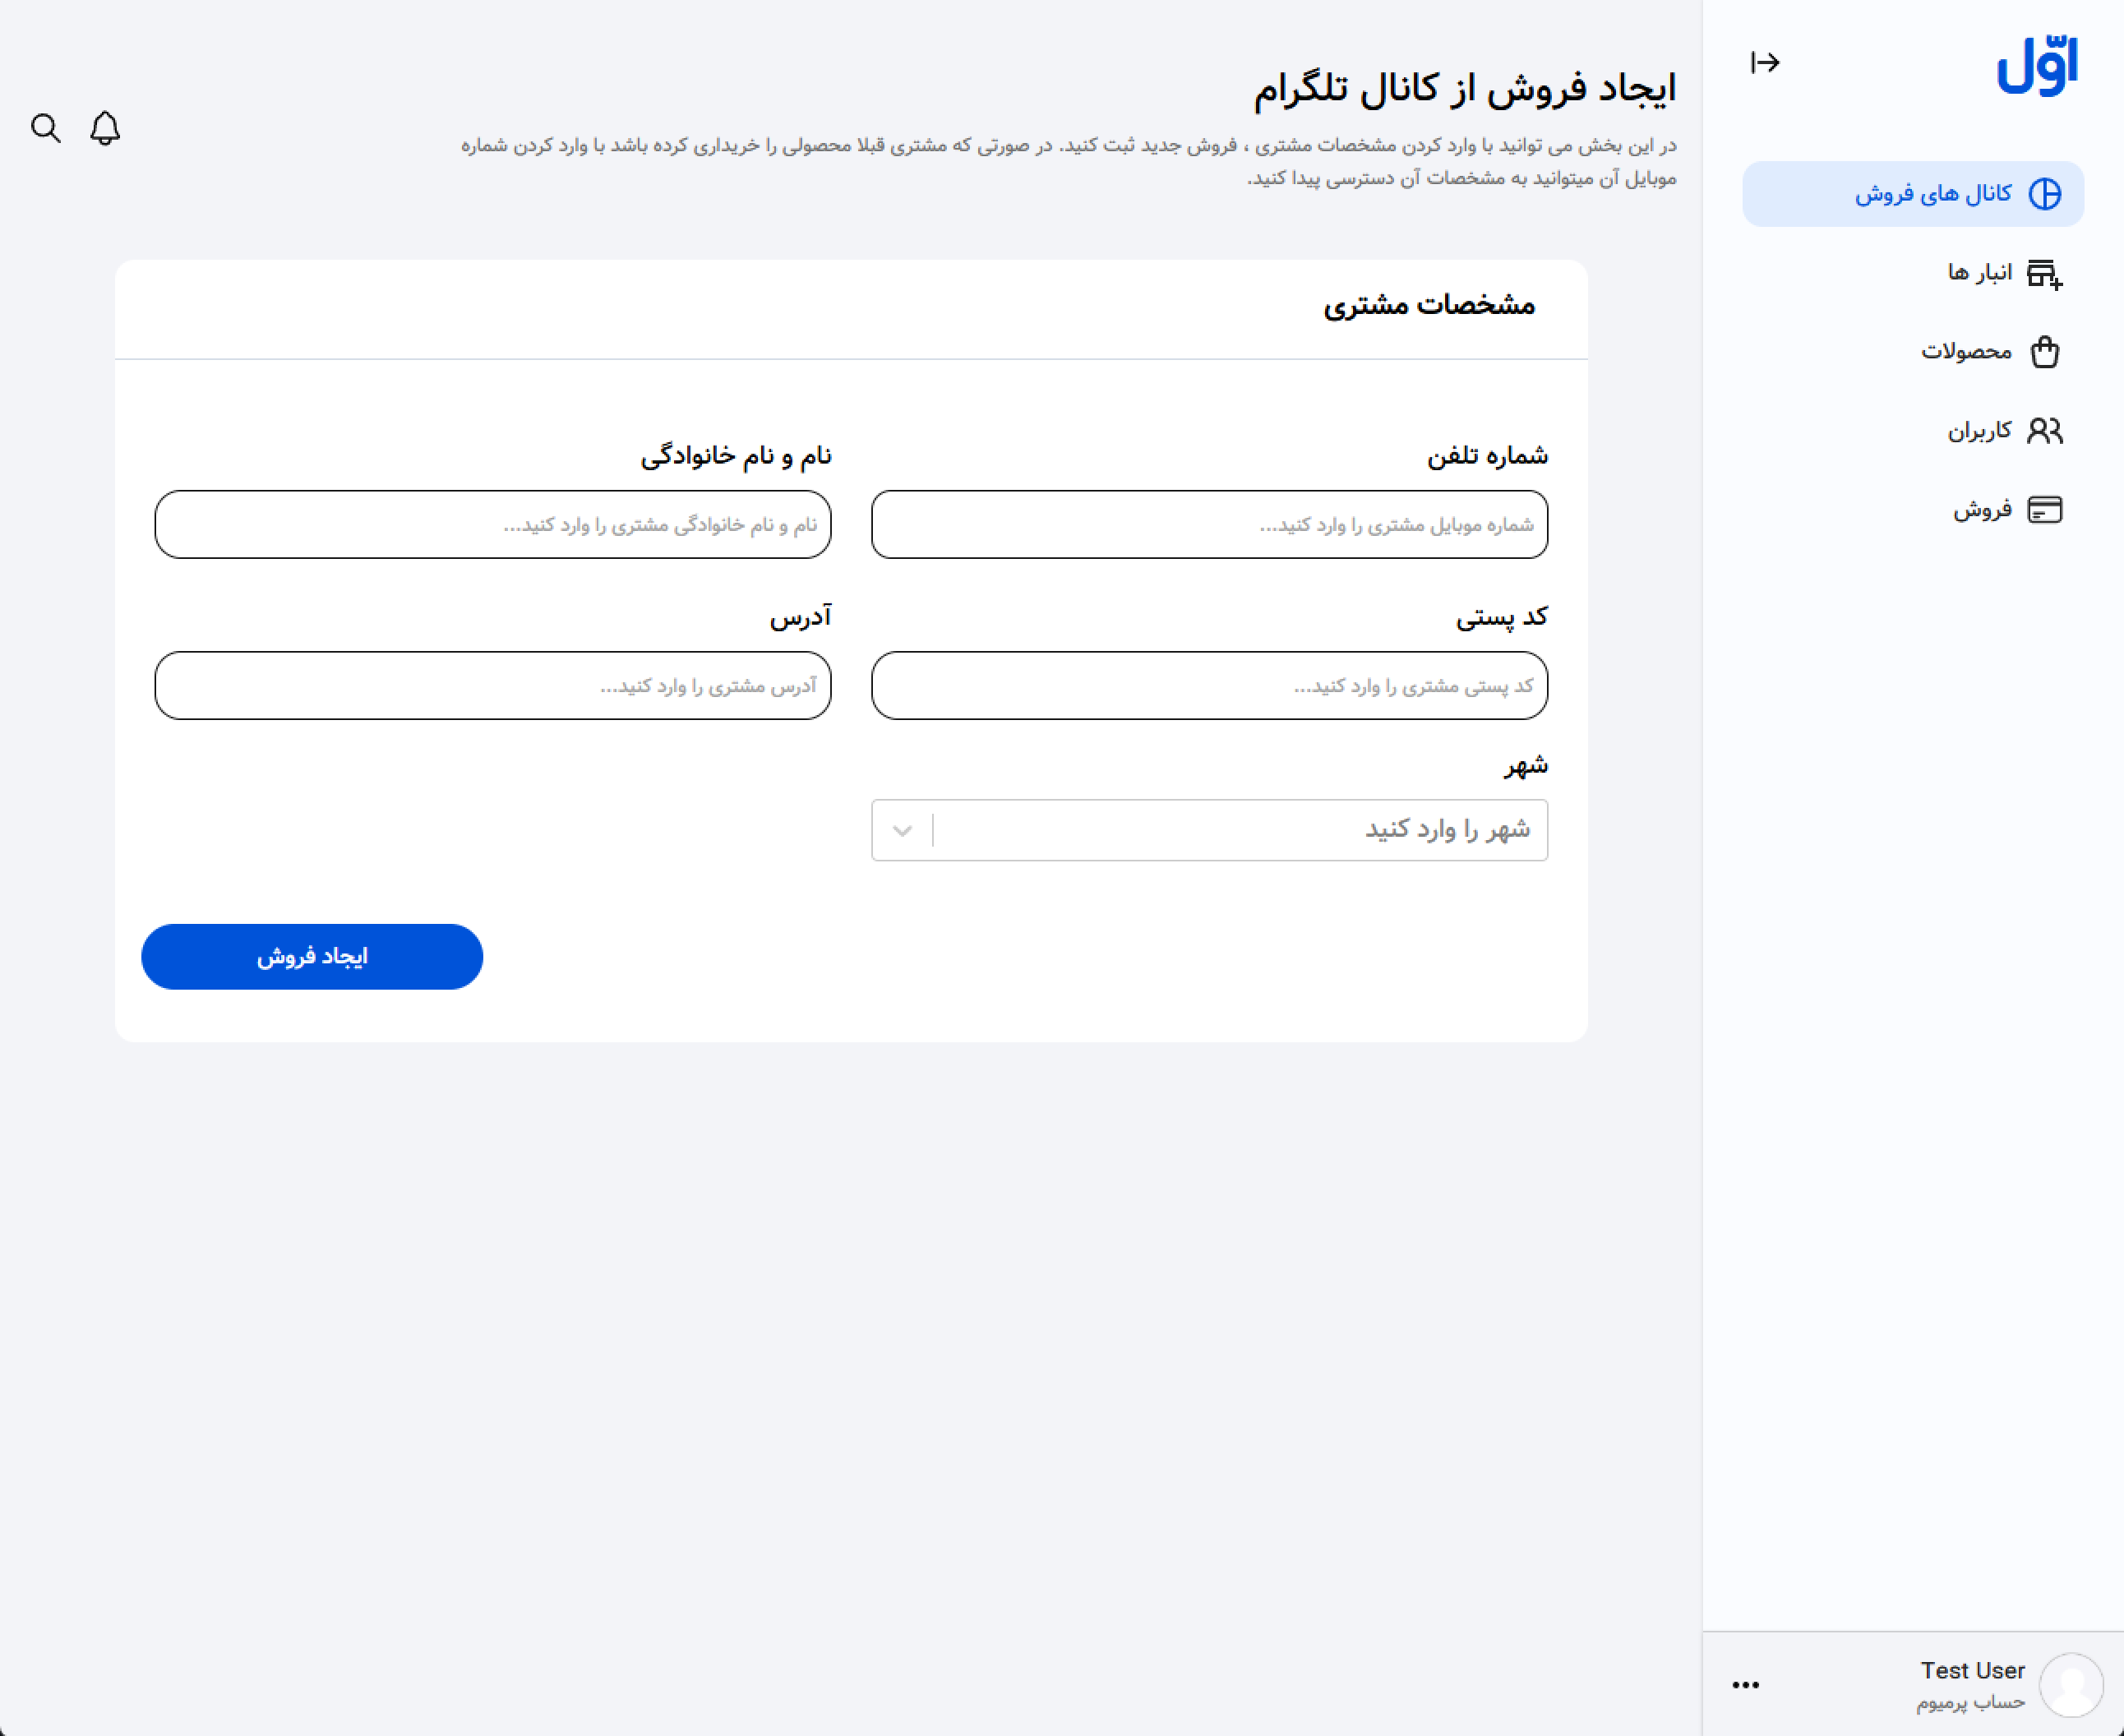 اوّل
کانال های فروش
انبار ها
محصولات
کاربران
فروش
Test User
حساب پرمیوم
ایجاد فروش از کانال تلگرام
در این بخش می توانید با وارد کردن مشخصات مشتری ، فروش جدید ثبت کنید. در صورتی که مشتری قبلا محصولی را خریداری کرده باشد با وارد کردن شماره
موبایل آن میتوانید به مشخصات آن دسترسی پیدا کنید.
مشخصات مشتری
شماره تلفن
شماره موبایل مشتری را وارد کنید...
نام و نام خانوادگی
نام و نام خانوادگی مشتری را وارد کنید...
کد پستی
کد پستی مشتری را وارد کنید...
آدرس
آدرس مشتری را وارد کنید...
شهر
شهر را وارد کنید
ایجاد فروش